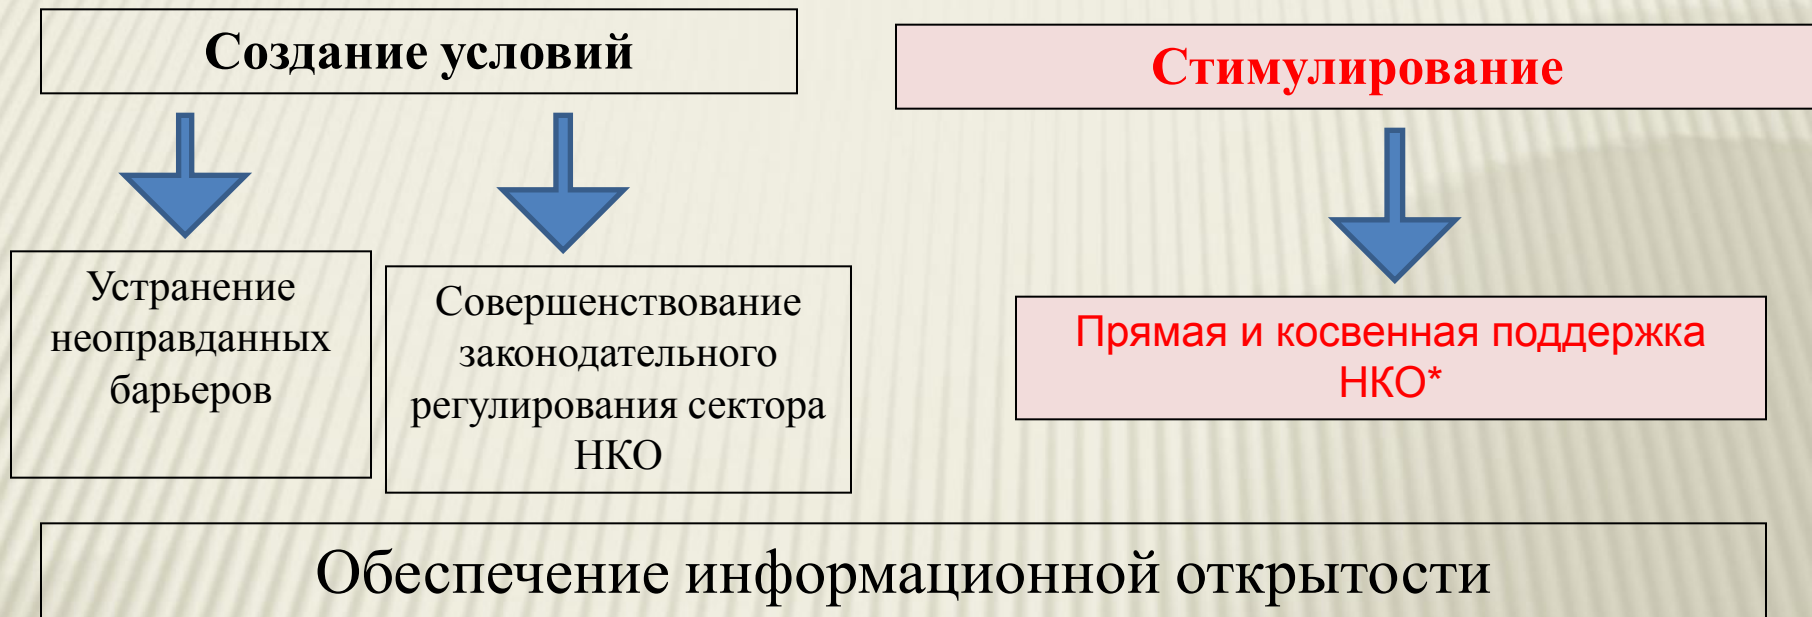 Создание условий
Стимулирование
Устранение
неоправданных
барьеров
Совершенствование
законодательного
регулирования сектора
НКО
Прямая и косвенная поддержка
НКО*
Обеспечение информационной открытости